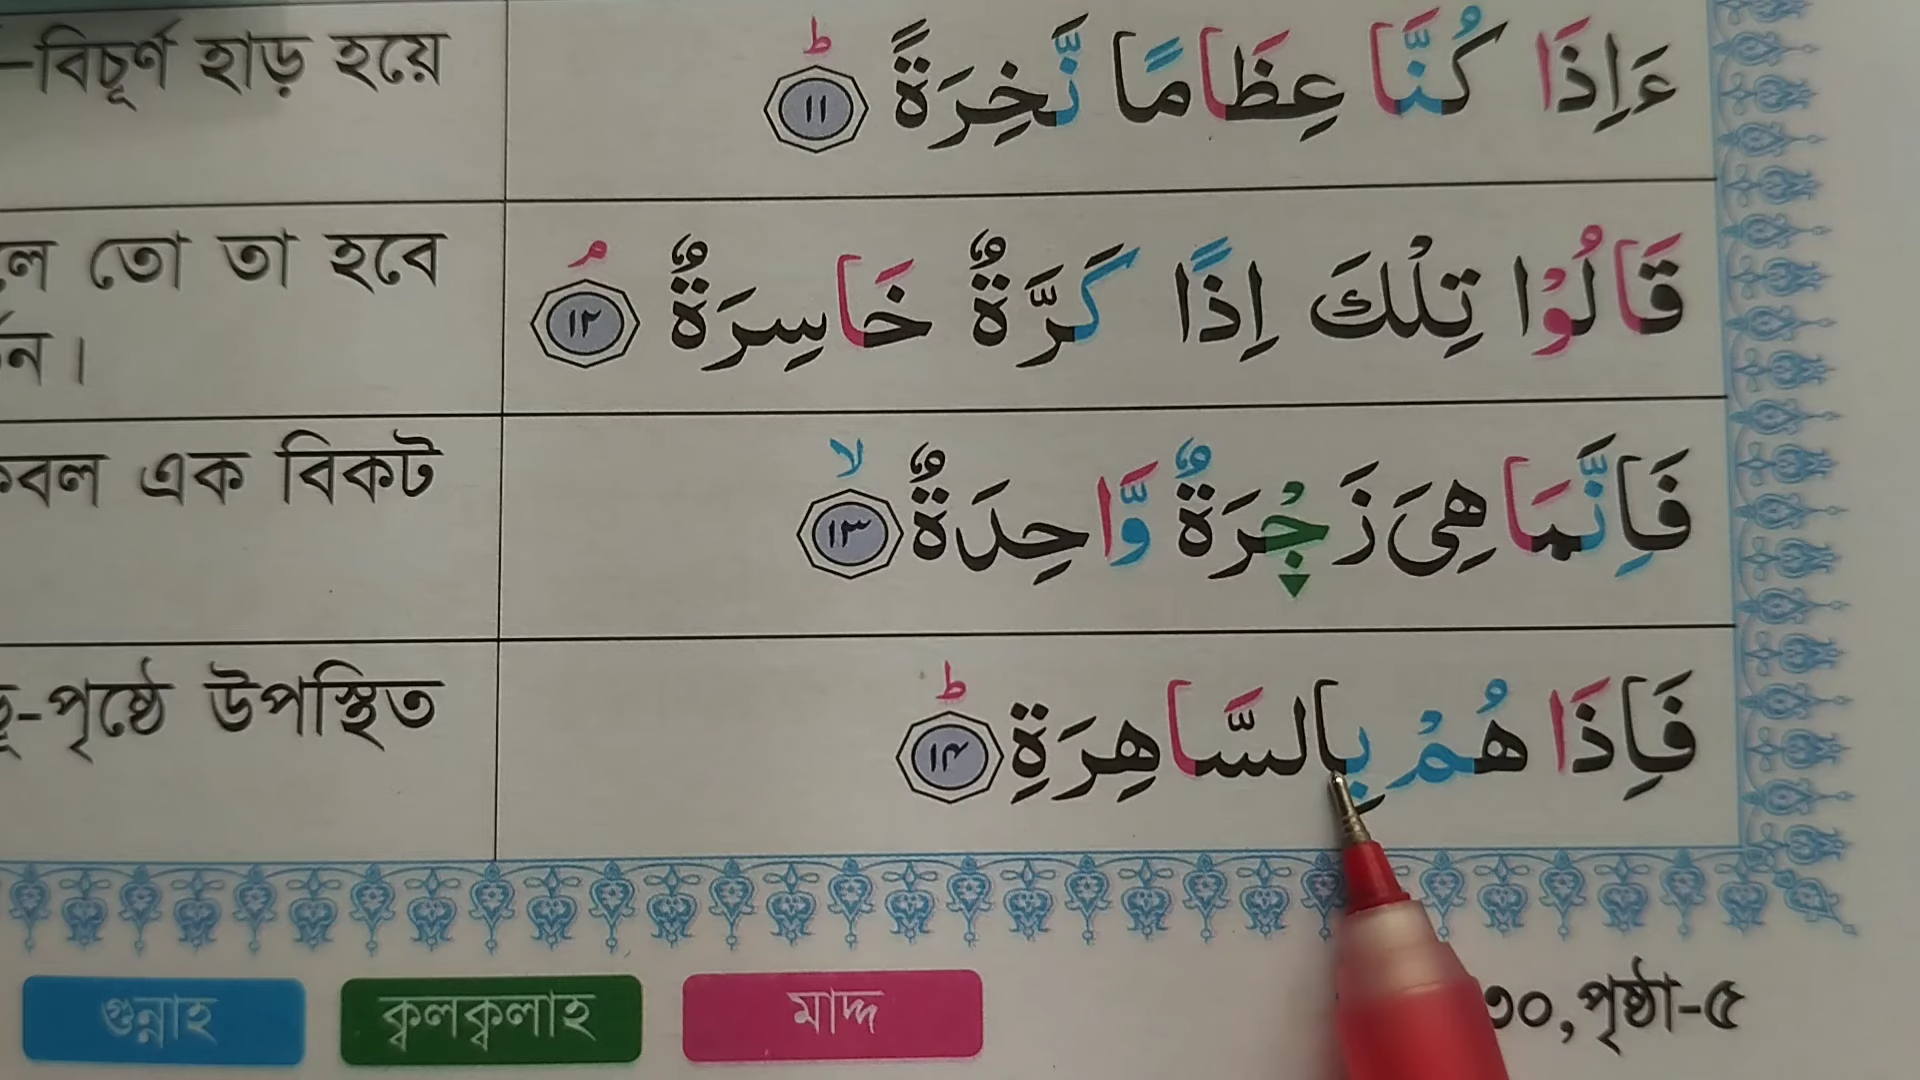 ءَاِذَا كُنَّا عِظَامًا نَّخِرَةً ؕ ١١
–বিচূর্ণ হাড় হয়ে
قَالُوْا تِلْكَ اِذًا كَرَّةٌ خَاسِرَةٌ ۘ ١٢
তো তা হবে
فَاِنَّمَا هِىَ زَجْرَةٌ وَّاحِدَةٌ ۙ ١٣
এক বিকট
فَاِذَا هُمْ بِالسَّاهِرَةِ ؕ ١٤
-পৃষ্ঠে উপস্থিত
গুন্নাহ ক্বলক্বলাহ মাদ্দ ৩০, পৃষ্ঠা-৫